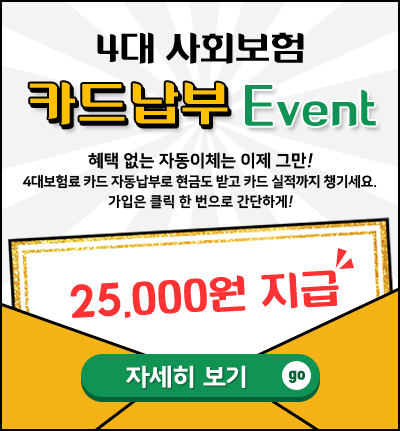 4대 사회보험
카드납부 Event
혜택 없는 자동이체는 이제 그만!
4대보험료 카드 자동납부로 현금도 받고 카드 실적까지 챙기세요.
가입은 클릭 한 번으로 간단하게!
25,000원 지급
자세히 보기 go